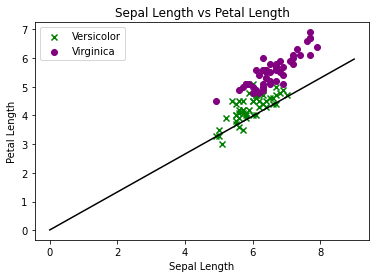 Sepal Length vs Petal Length
Versicolor
Virginica
Petal Length
7
6
5
4
3
2
1
0
0 2 4 6 8
Sepal Length